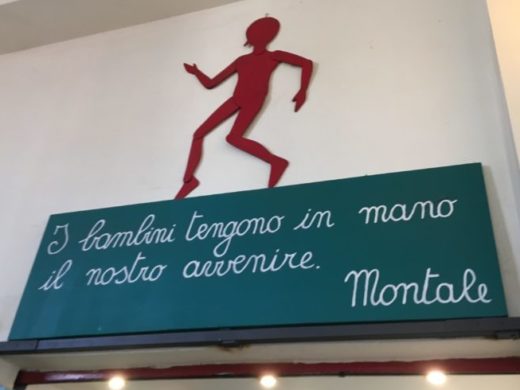 I bambini tengono in mano
il nostro avvenire.
Montale